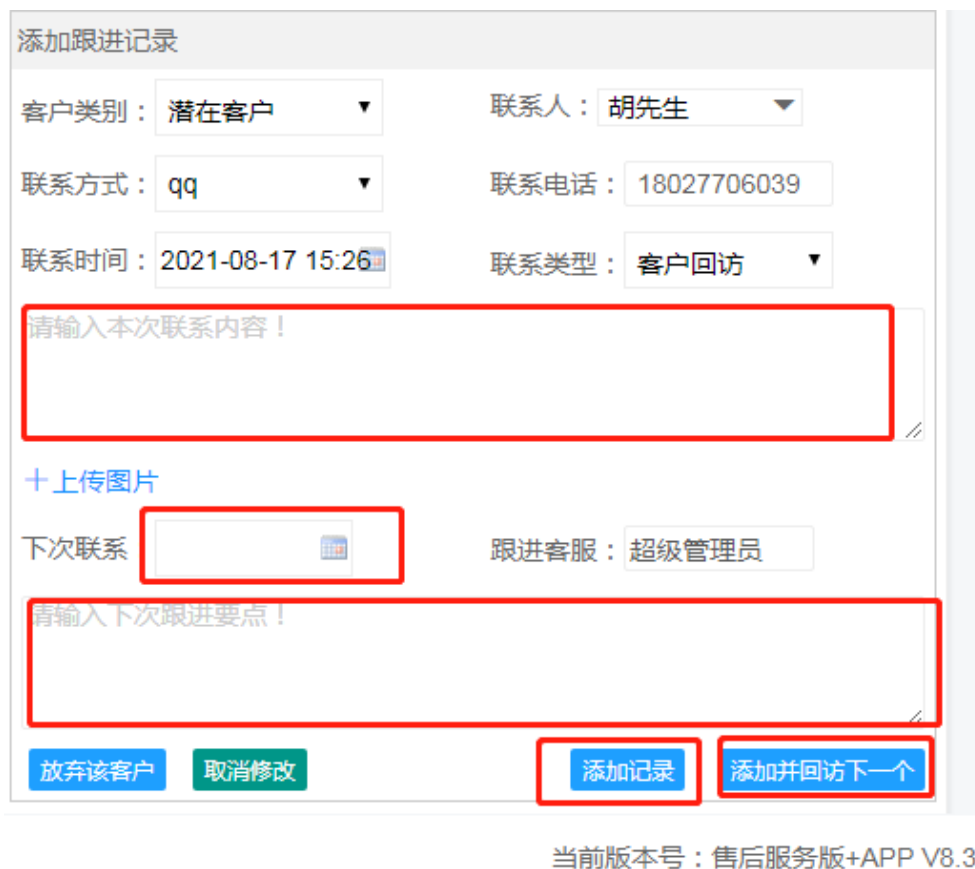 添加跟进记录
客户类别： 潜在客户 联系人： 胡先生
联系方式： qq 联系电话： 18027706039
联系时间： 2021-08-17 15:26 联系类型： 客户回访
请输入本次联系内容！
＋上传图片
下次联系 跟进客服： 超级管理员
请输入下次跟进要点！
放弃该客户 取消修改 添加记录 添加并回访下一个
当前版本号：售后服务版+APP V8.3